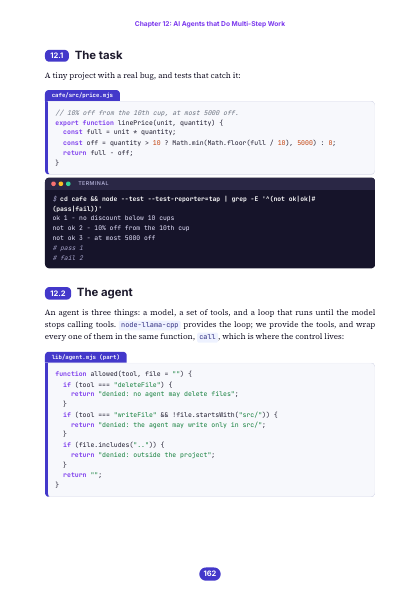 Chapter 12: AI Agents that Do Multi-Step Work
12.1 The task
A tiny project with a real bug, and tests that catch it:
cafe/src/price.mjs
// 10% off from the 10th cup, at most 5000 off.
export function linePrice(unit, quantity) {
  const full = unit * quantity;
  const off = quantity > 10 ? Math.min(Math.floor(full / 10), 5000) : 0;
  return full - off;
}
TERMINAL
$ cd cafe && node --test --test-reporter=tap | grep -E '^(not ok|ok|#
(pass|fail))'
ok 1 - no discount below 10 cups
not ok 2 - 10% off from the 10th cup
not ok 3 - at most 5000 off
# pass 1
# fail 2
12.2 The agent
An agent is three things: a model, a set of tools, and a loop that runs until the model
stops calling tools. node-llama-cpp provides the loop; we provide the tools, and wrap
every one of them in the same function, call, which is where the control lives:
lib/agent.mjs (part)
function allowed(tool, file = "") {
  if (tool === "deleteFile") {
    return "denied: no agent may delete files";
  }
  if (tool === "writeFile" && !file.startsWith("src/")) {
    return "denied: the agent may write only in src/";
  }
  if (file.includes("..")) {
    return "denied: outside the project";
  }
  return "";
}
162